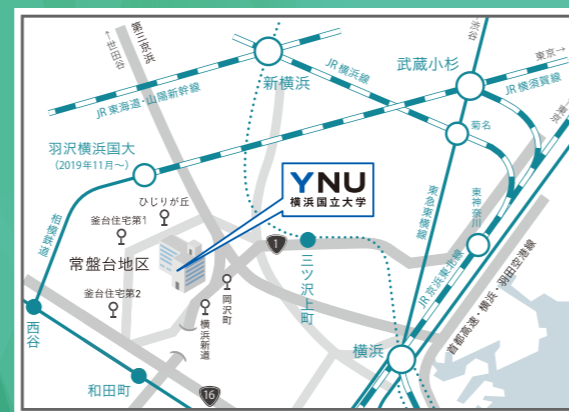 第三京浜
←世田谷
渋谷
新横浜
JR横浜線
武蔵小杉
東京→
JR横須賀線
東京
JR東海道・山陽新幹線
羽沢横浜国大
(2019年11月〜)
菊名
YNU
横浜国立大学
ひじりが丘
釜台住宅第1
相模鉄道
東急東横線
東神奈川
1
常盤台地区
三ツ沢上町
JR京浜東北線
首都高速・横浜・羽田空港線
岡沢町
釜台住宅第2
横浜新道
西谷
横浜
和田町
16